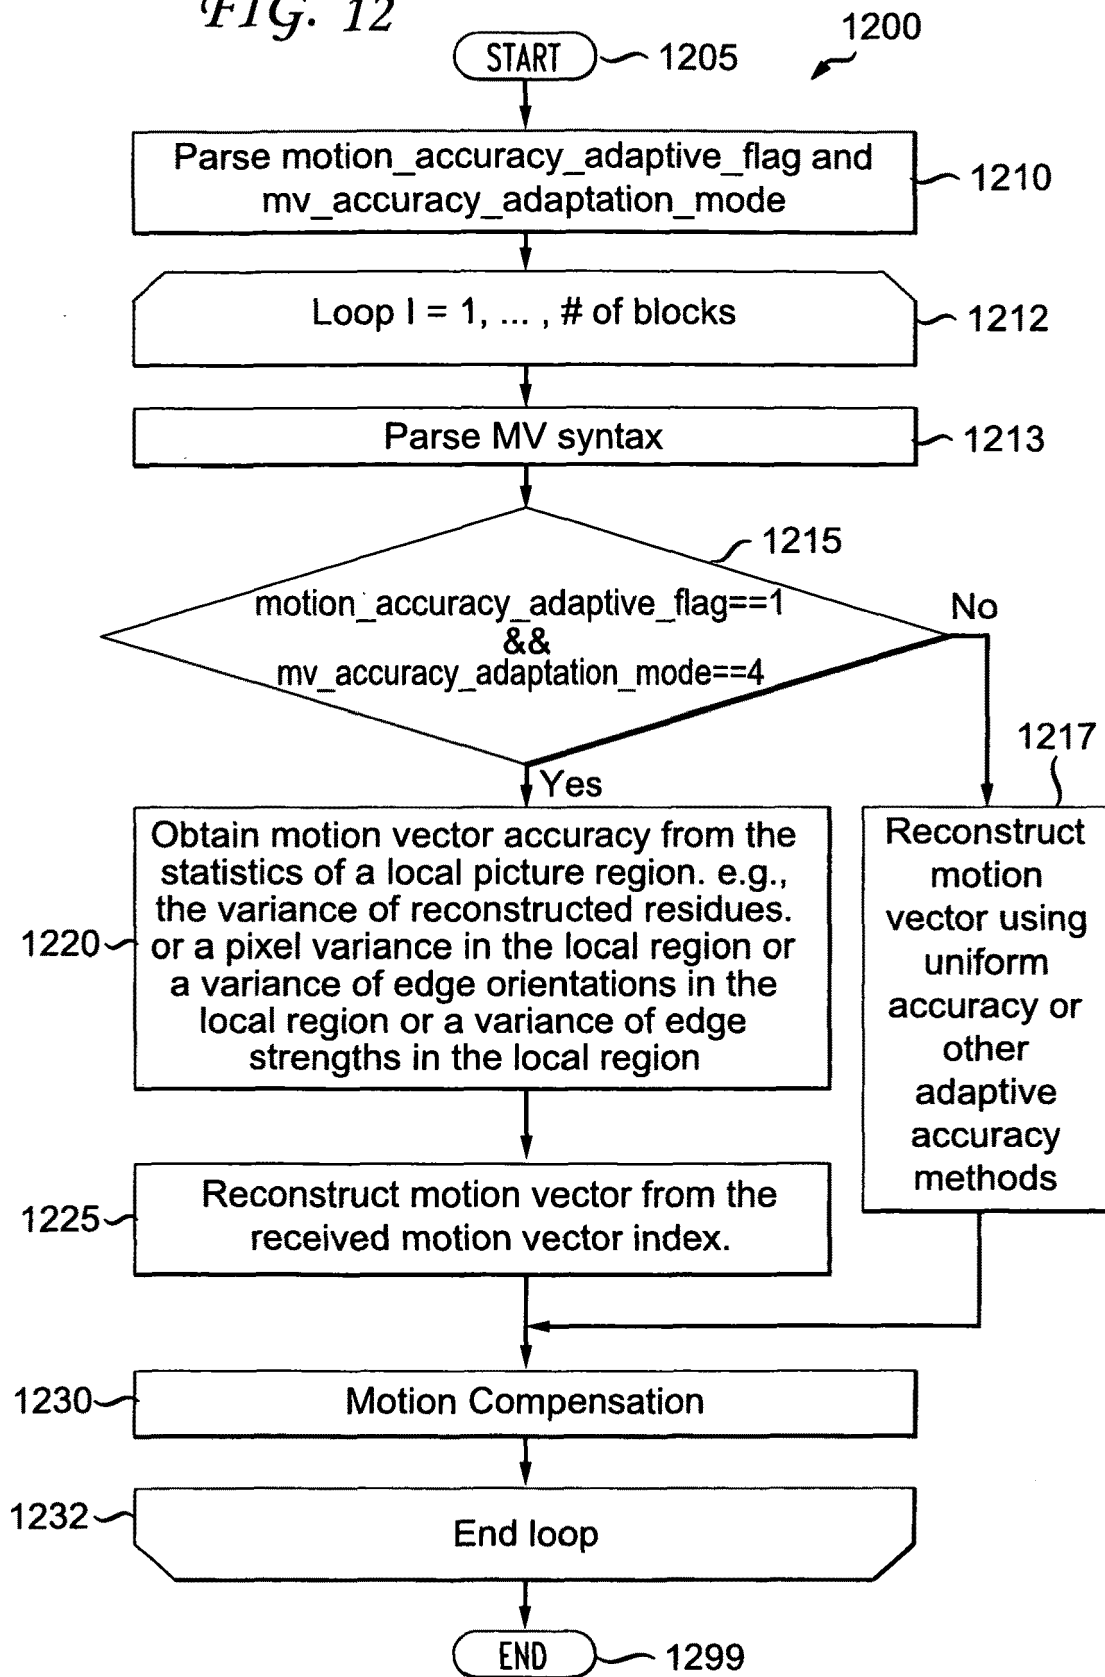 FIG. 12
1200
START
1205
Parse motion_accuracy_adaptive_flag and
mv_accuracy_adaptation_mode
1210
Loop I = 1, ... , # of blocks
1212
Parse MV syntax
1213
1215
motion_accuracy_adaptive_flag==1
&&
mv_accuracy_adaptation_mode==4
No
Yes
1217
Reconstruct
motion
vector using
uniform
accuracy or
other
adaptive
accuracy
methods
1220
Obtain motion vector accuracy from the
statistics of a local picture region. e.g.,
the variance of reconstructed residues.
or a pixel variance in the local region or
a variance of edge orientations in the
local region or a variance of edge
strengths in the local region
1225
Reconstruct motion vector from the
received motion vector index.
1230
Motion Compensation
1232
End loop
END
1299